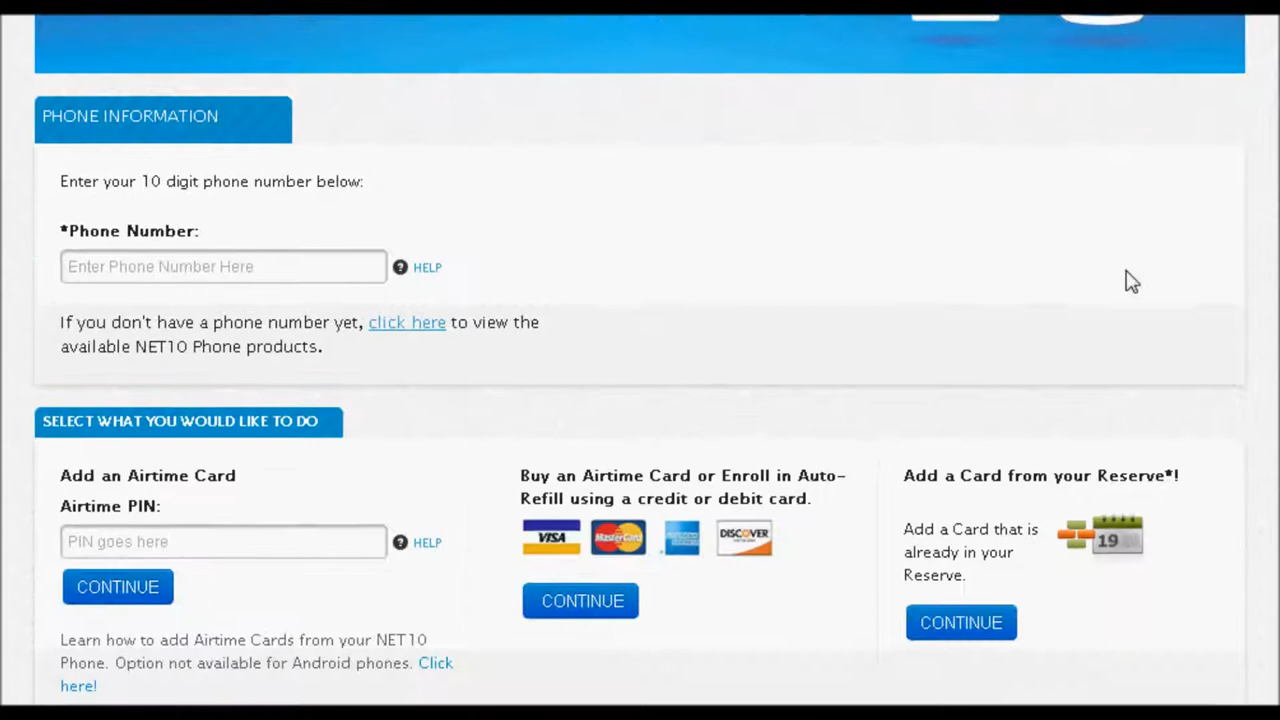 PHONE INFORMATION
Enter your 10 digit phone number below:
*Phone Number:
Enter Phone Number Here
? HELP
If you don't have a phone number yet, click here to view the
available NET10 Phone products.
SELECT WHAT YOU WOULD LIKE TO DO
Add an Airtime Card
Airtime PIN:
PIN goes here
? HELP
CONTINUE
Learn how to add Airtime Cards from your NET10
Phone. Option not available for Android phones. Click
here!
Buy an Airtime Card or Enroll in Auto-
Refill using a credit or debit card.
VISA
MasterCard
DISCOVER
CONTINUE
Add a Card from your Reserve*!
Add a Card that is
already in your
Reserve.
19
CONTINUE